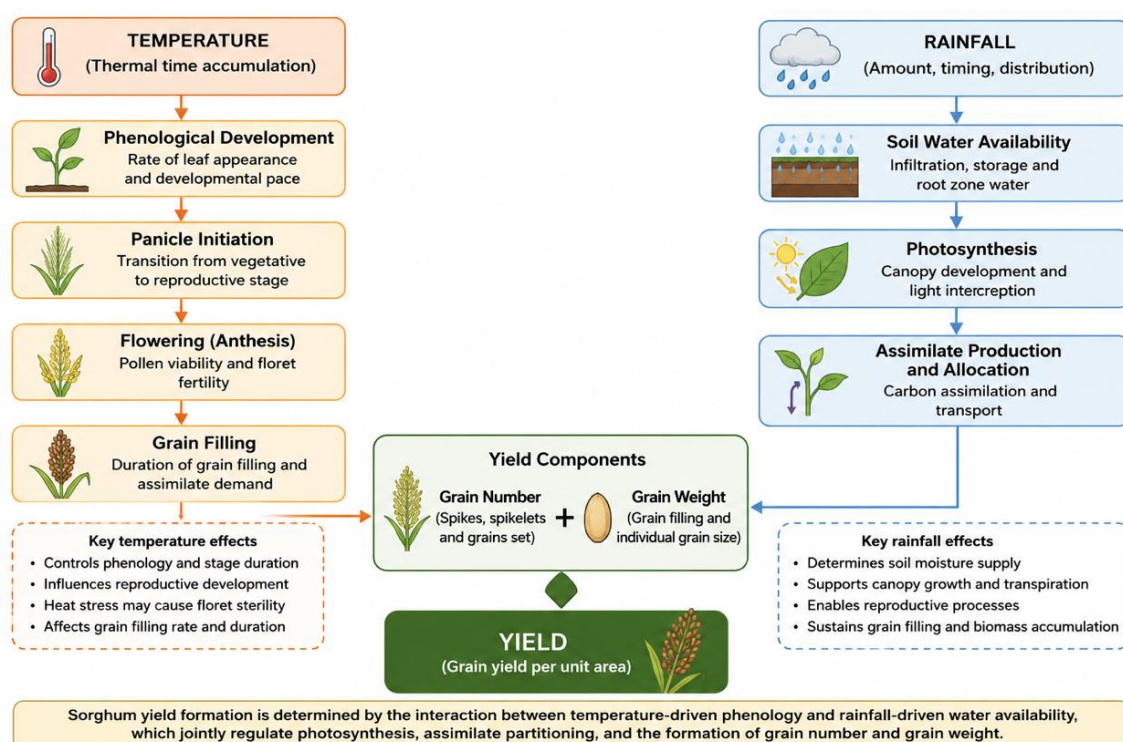 TEMPERATURE
(Thermal time accumulation)
Phenological Development
Rate of leaf appearance
and developmental pace
Panicle Initiation
Transition from vegetative
to reproductive stage
Flowering (Anthesis)
Pollen viability and floret
fertility
Grain Filling
Duration of grain filling and
assimilate demand
Key temperature effects
• Controls phenology and stage duration
• Influences reproductive development
• Heat stress may cause floret sterility
• Affects grain filling rate and duration
RAINFALL
(Amount, timing, distribution)
Soil Water Availability
Infiltration, storage and
root zone water
Photosynthesis
Canopy development and
light intercreption
Assimilate Production
and Allocation
Carbon assimilation and
transport
Key rainfall effects
• Determines soil moisture supply
• Supports canopy growth and transpiration
• Enables reproductive processes
• Sustains grain filling and biomass accumulation
Yield Components
Grain Number
(Spikes, spikelets
and grains set)
+
Grain Weight
(Grain filling and
individual grain size)
YIELD
(Grain yield per unit area)
Sorghum yield formation is determined by the interaction between temperature-driven phenology and rainfall-driven water availability,
which jointly regulate photosynthesis, assimilate partitioning, and the formation of grain number and grain weight.